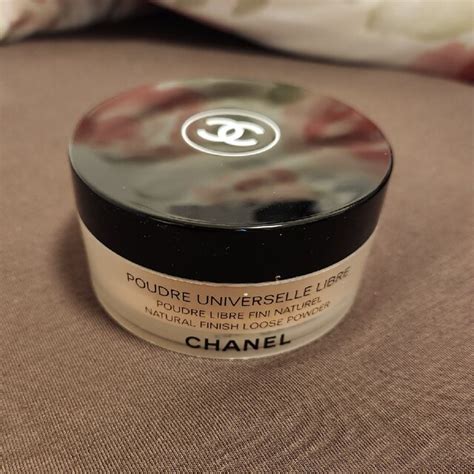 POUDRE UNIVERSELLE LIBRE
POUDRE LIBRE FINI NATUREL
NATURAL FINISH LOOSE POWDER
CHANEL